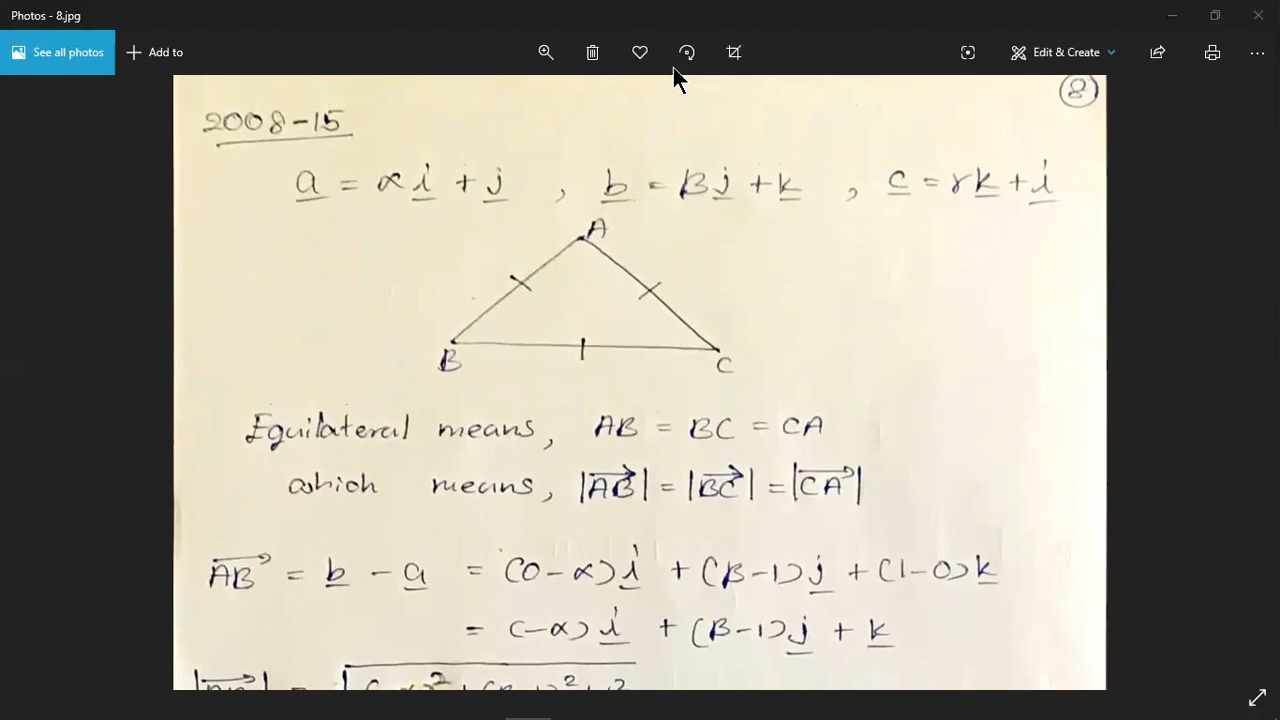 Photos - 8.jpg
See all photos
Add to
Edit & Create
8
2008-15
a = αi + j , b = βj + k , c = γk + i
A
B
C
Equilateral means, AB = BC = CA
which means, |AB| = |BC| = |CA|
AB = b - a = (0-α)i + (β-1)j + (1-0)k
= (-α)i + (β-1)j + k